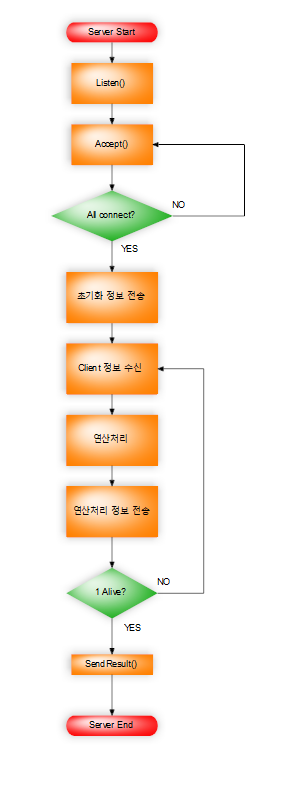 Server Start
Listen()
Accept()
All connect?
NO
YES
초기화 정보 전송
Client 정보 수신
연산처리
연산처리 정보 전송
1 Alive?
NO
YES
Send Result()
Server End